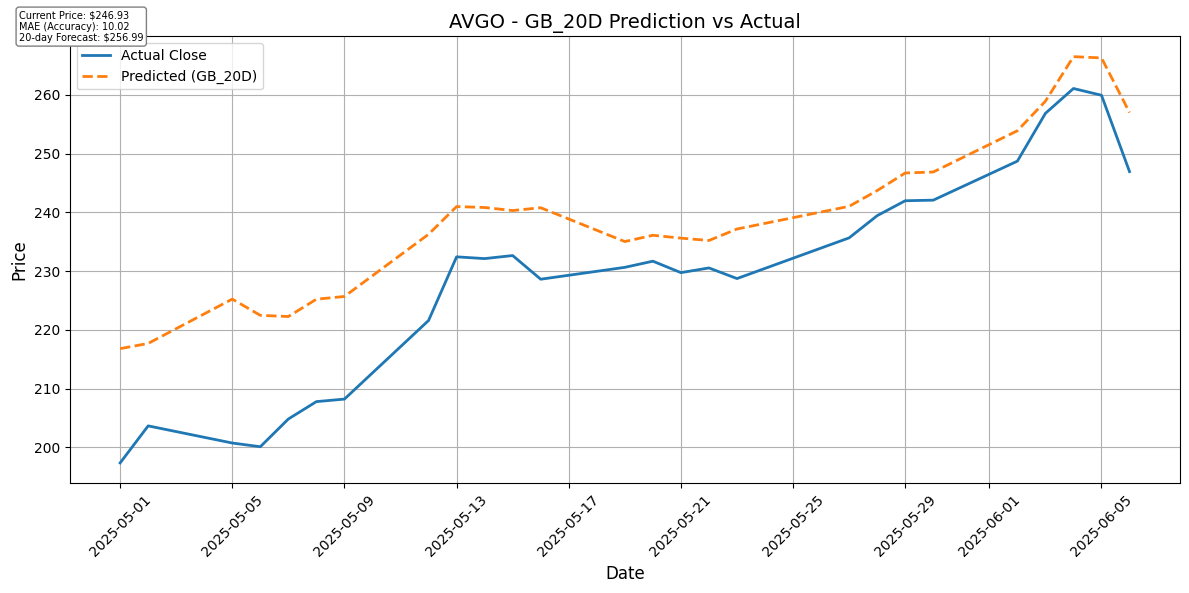 Current Price: $246.93
MAE (Accuracy): 10.02
20-day Forecast: $256.99
AVGO - GB_20D Prediction vs Actual
Actual Close
Predicted (GB_20D)
Price
260
250
240
230
220
210
200
2025-05-01
2025-05-05
2025-05-09
2025-05-13
2025-05-17
2025-05-21
2025-05-25
2025-05-29
2025-06-01
2025-06-05
Date